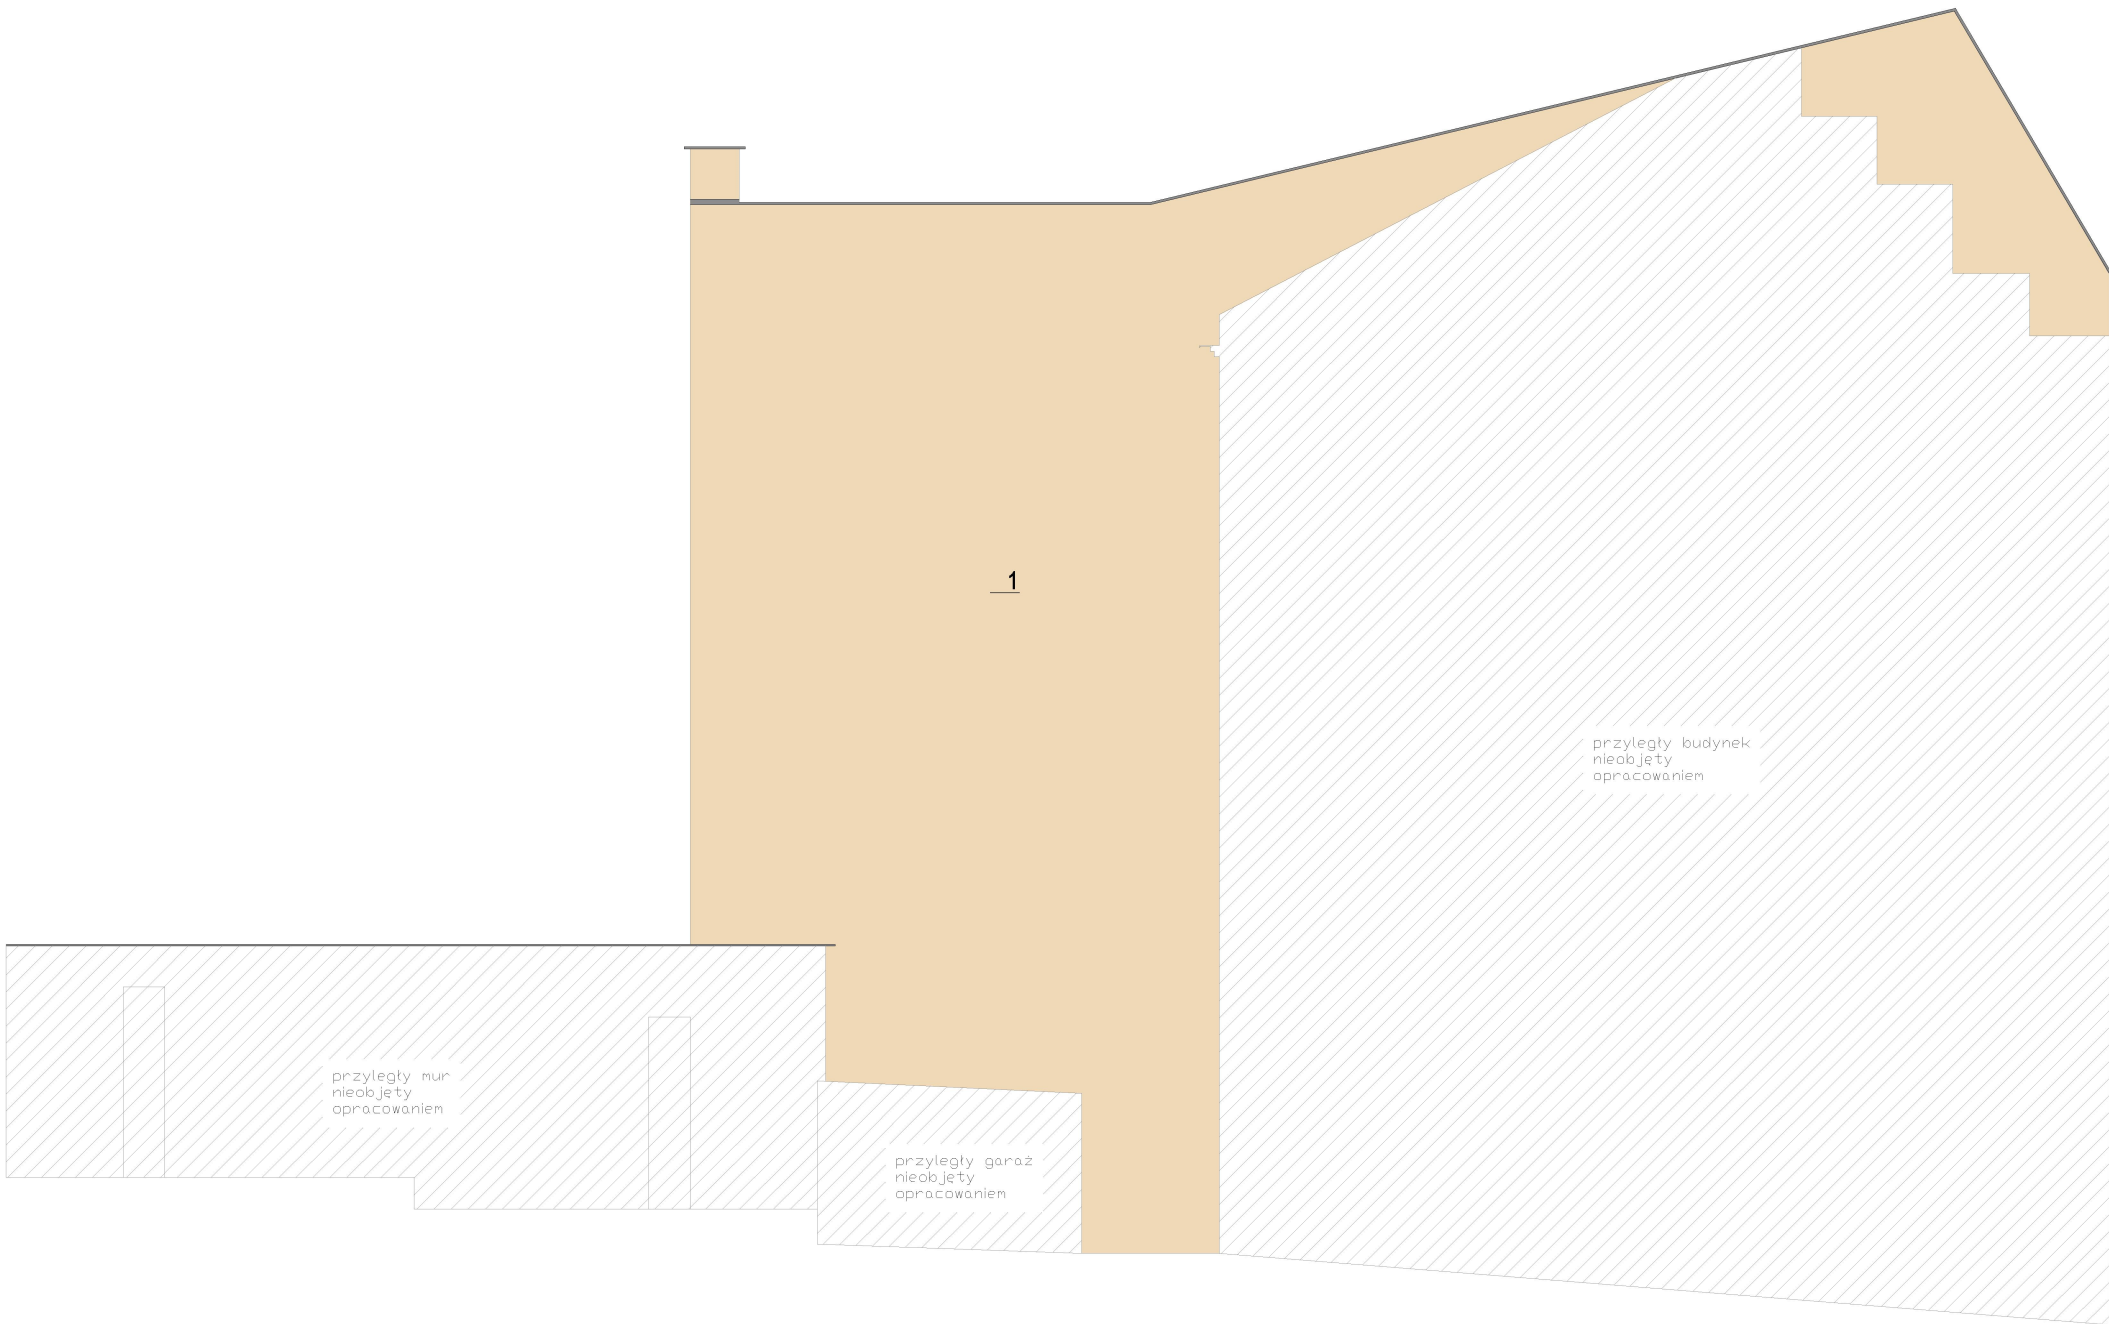 1
przyległy budynek
nieobjęty
opracowaniem
przyległy mur
nieobjęty
opracowaniem
przyległy garaż
nieobjęty
opracowaniem